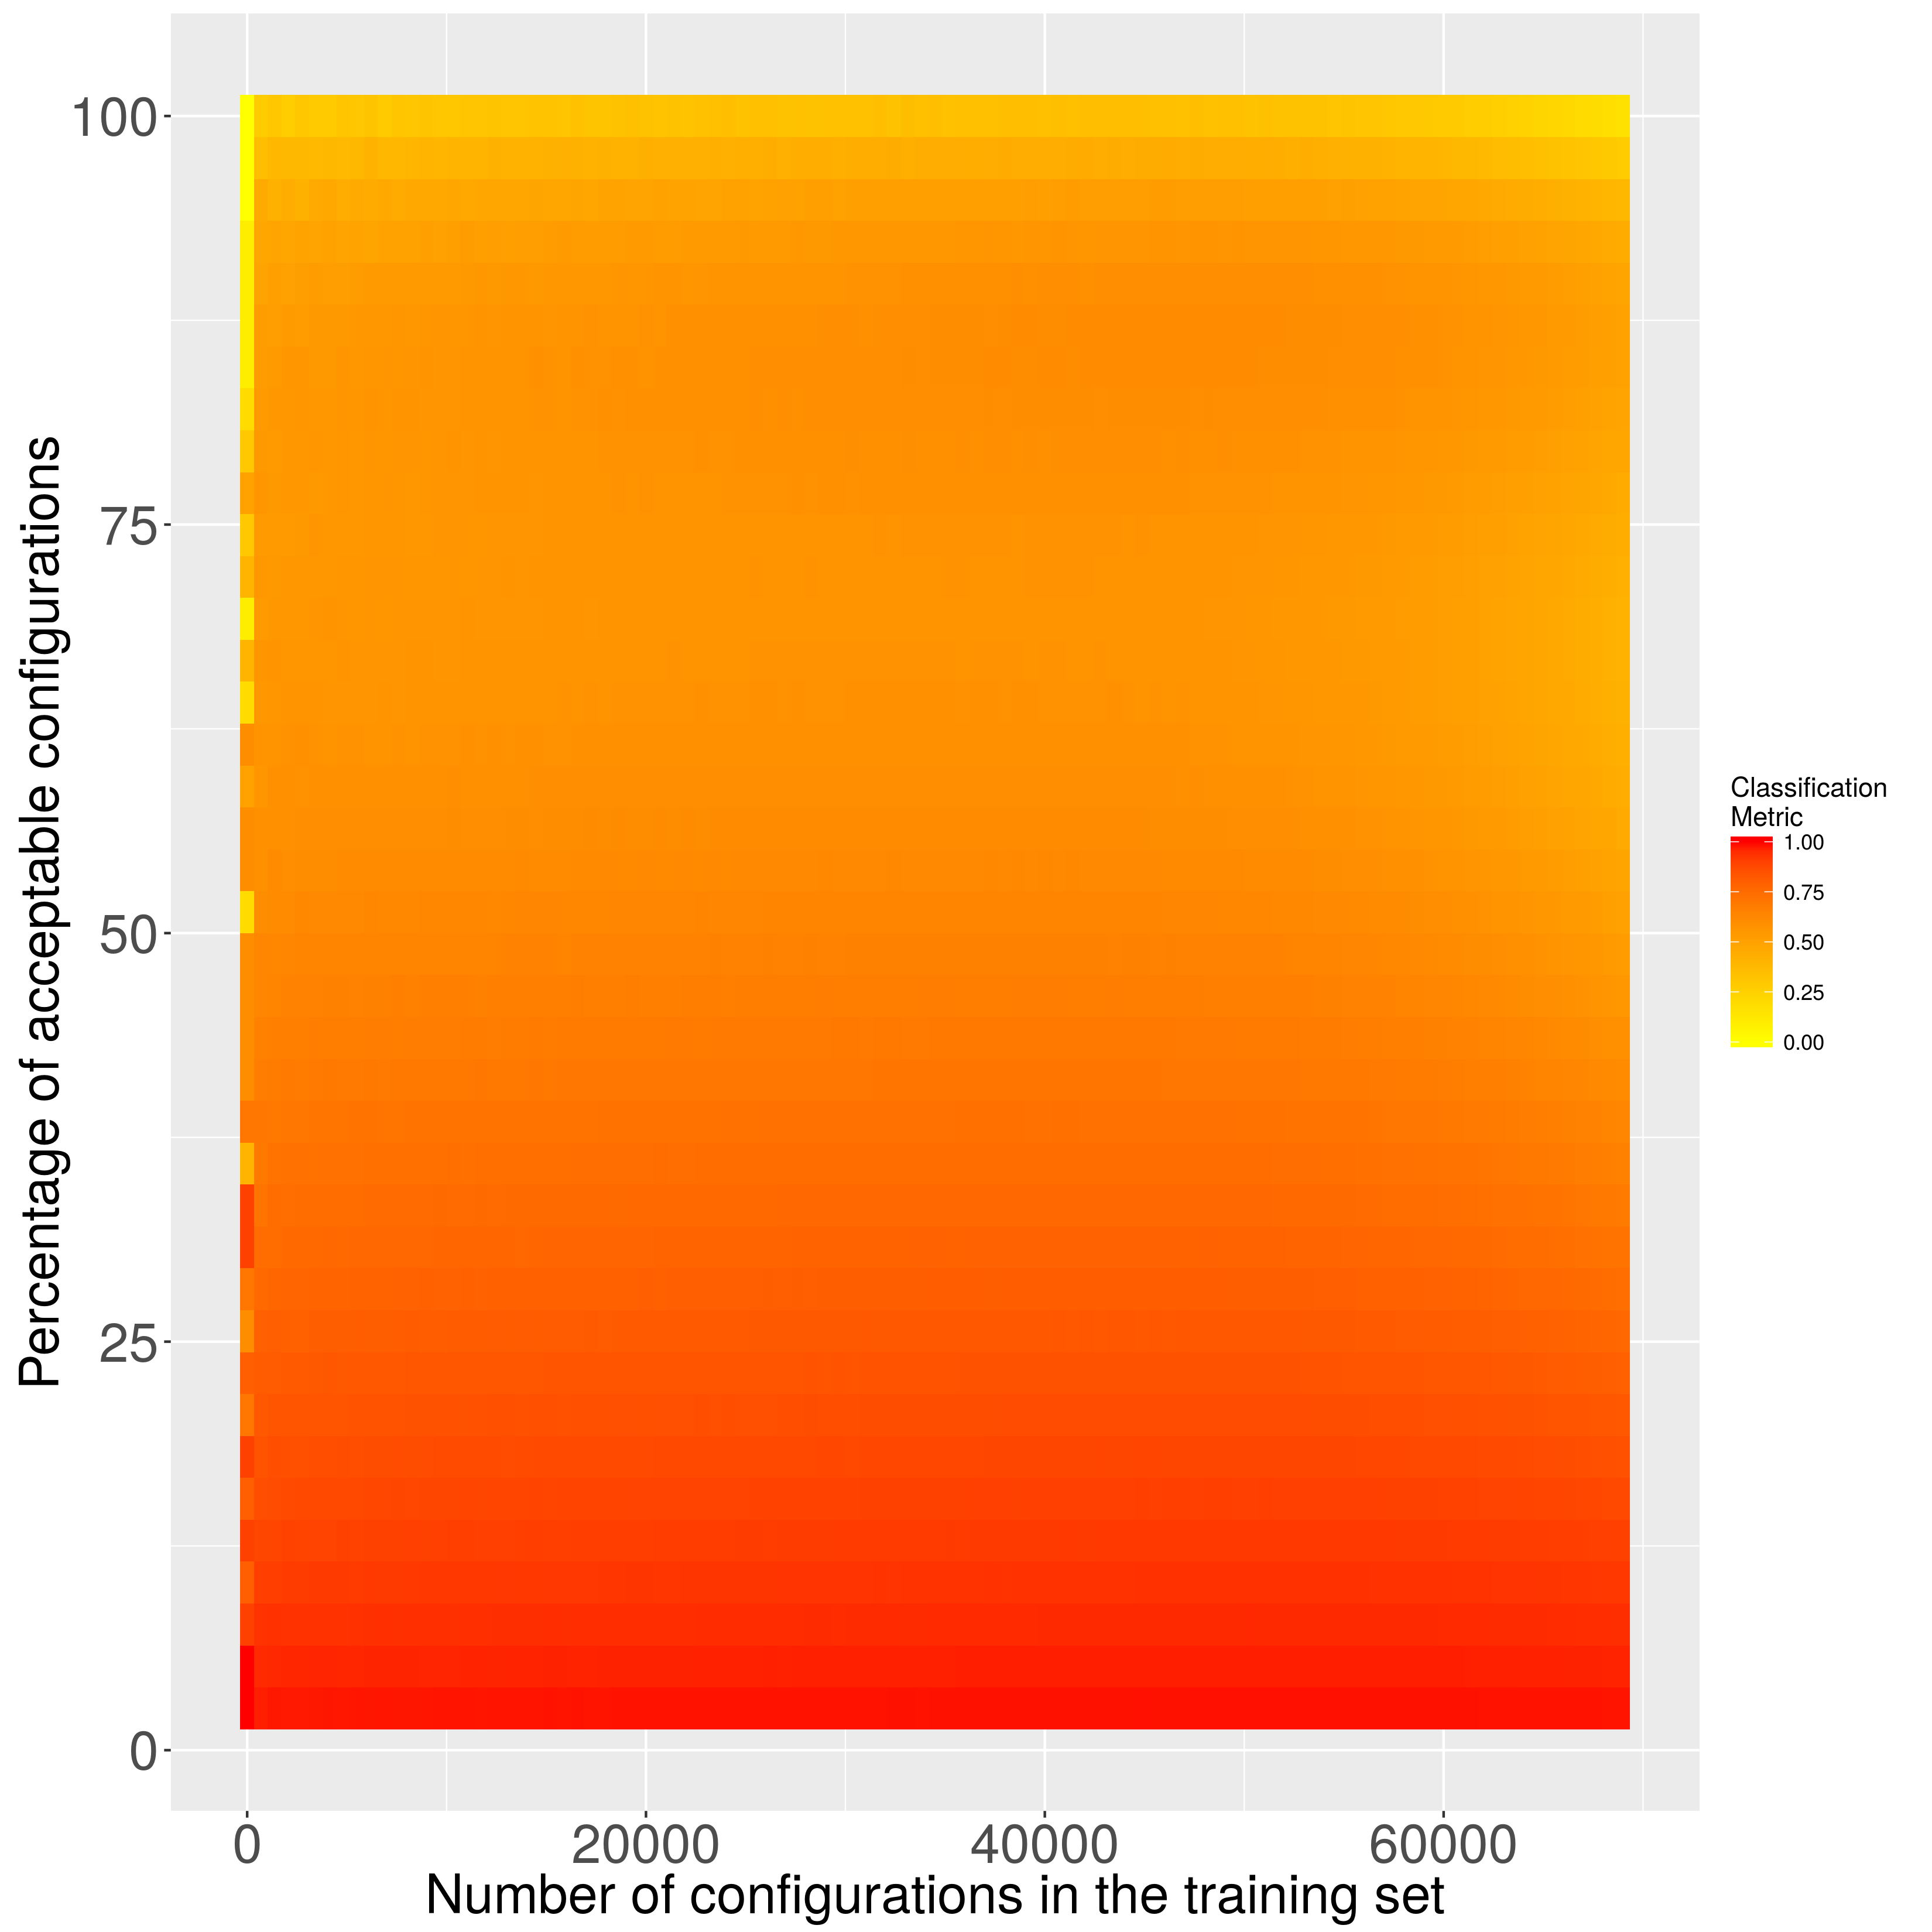 100
75
50
25
0
Percentage of acceptable configurations
0 20000 40000 60000
Number of configurations in the training set
Classification
Metric
1.00
0.75
0.50
0.25
0.00